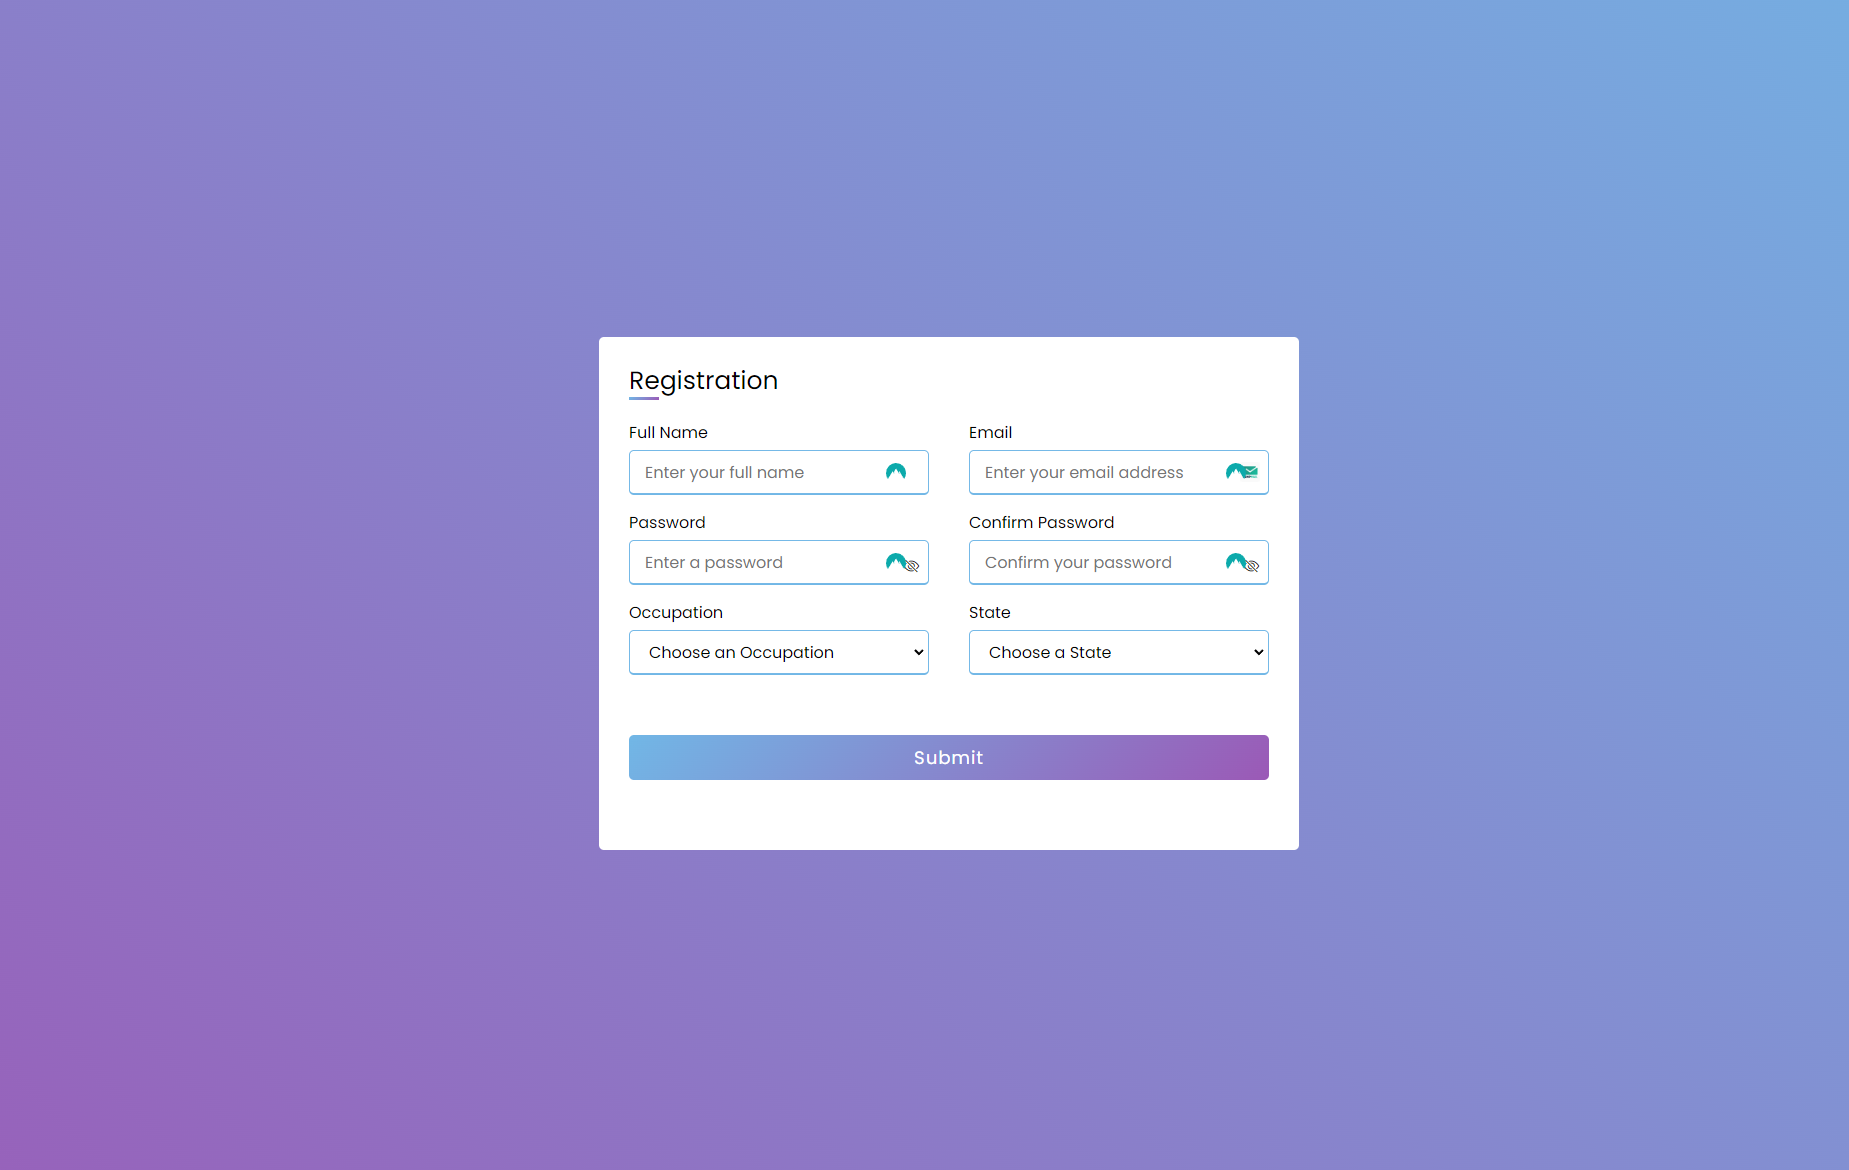 Registration
Full Name
Email
Enter your full name
Enter your email address
Password
Confirm Password
Enter a password
Confirm your password
Occupation
State
Choose an Occupation
Choose a State
Submit